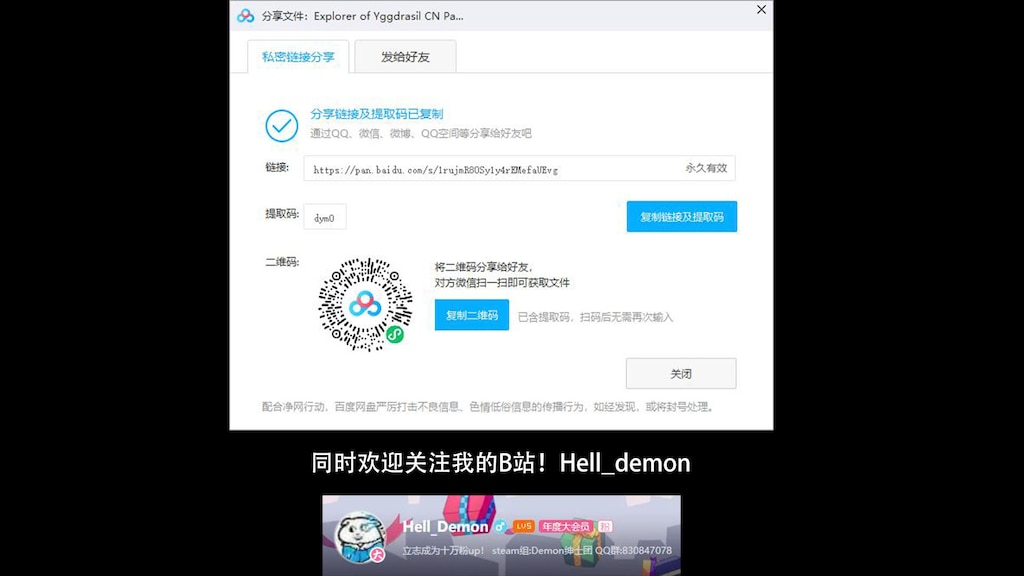 分享文件：Explorer of Yggdrasil CN Pa...
私密链接分享
发给好友
分享链接及提取码已复制
通过QQ、微信、微博、QQ空间等分享给好友吧
链接:
https://pan.baidu.com/s/1rujmR8OSy1y4rEMefaUEvg
永久有效
提取码:
dym0
复制链接及提取码
二维码:
将二维码分享给好友，
对方微信扫一扫即可获取文件
复制二维码
已含提取码，扫码后无需再次输入
关闭
配合净网行动，百度网盘严厉打击不良信息、色情低俗信息的传播行为，如经发现，或将封号处理。
同时欢迎关注我的B站！Hell_demon
Hell_Demon LV5 年度大会员 粉
立志成为十万粉up! steam组:Demon绅士团 QQ群:830847078
大